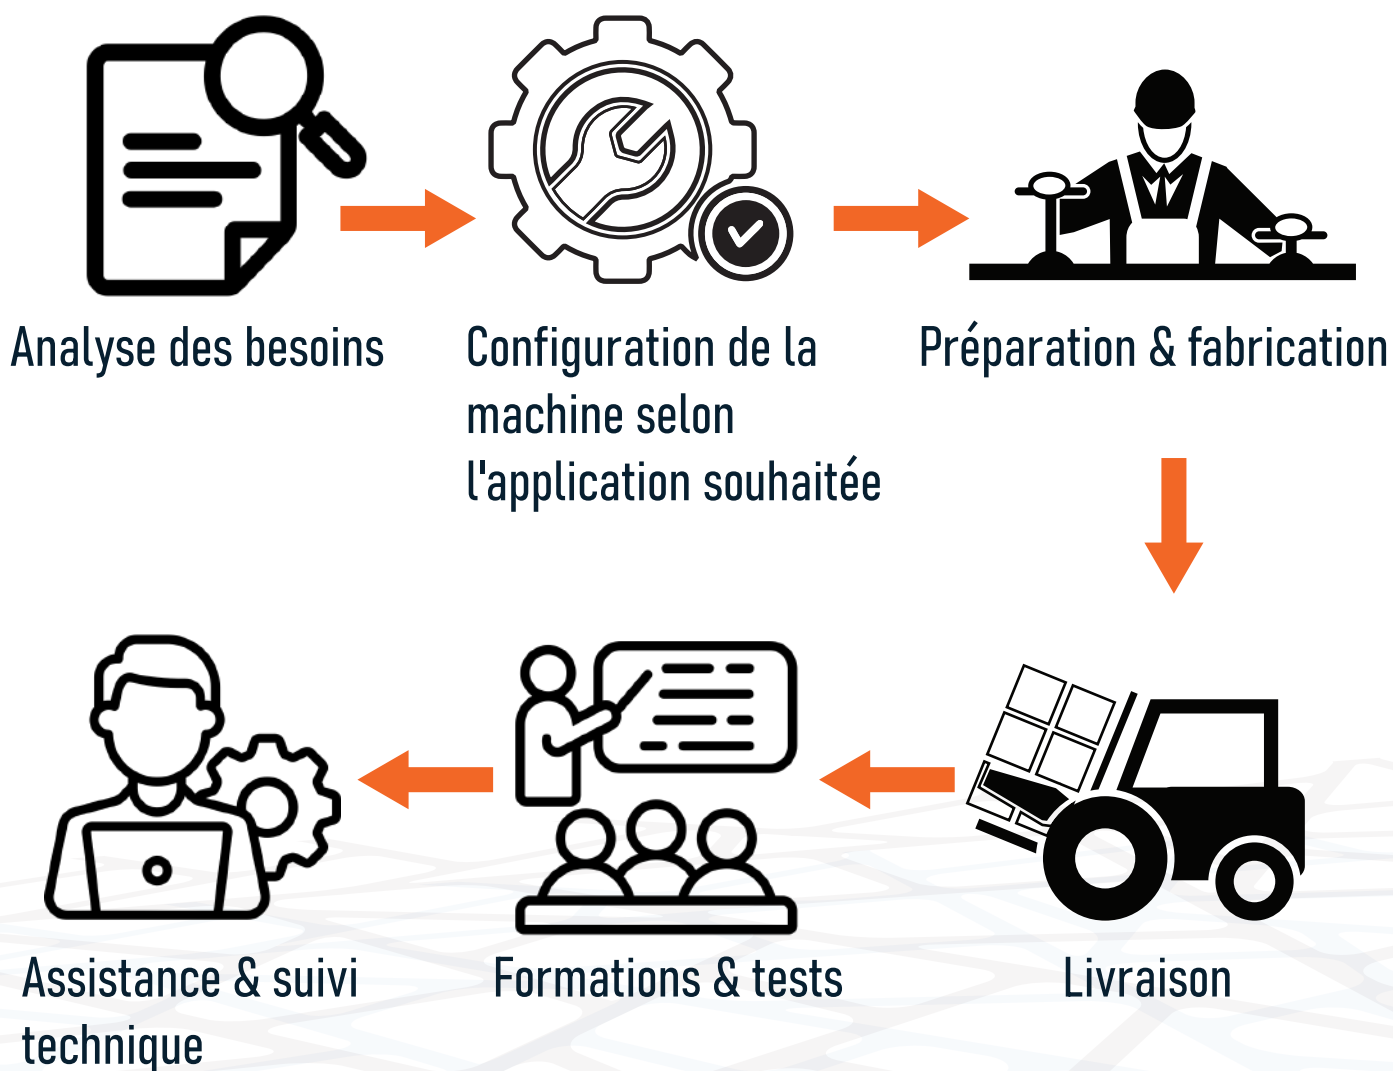 Analyse des besoins
Configuration de la
machine selon
l'application souhaitée
Préparation & fabrication
Livraison
Formations & tests
Assistance & suivi
technique